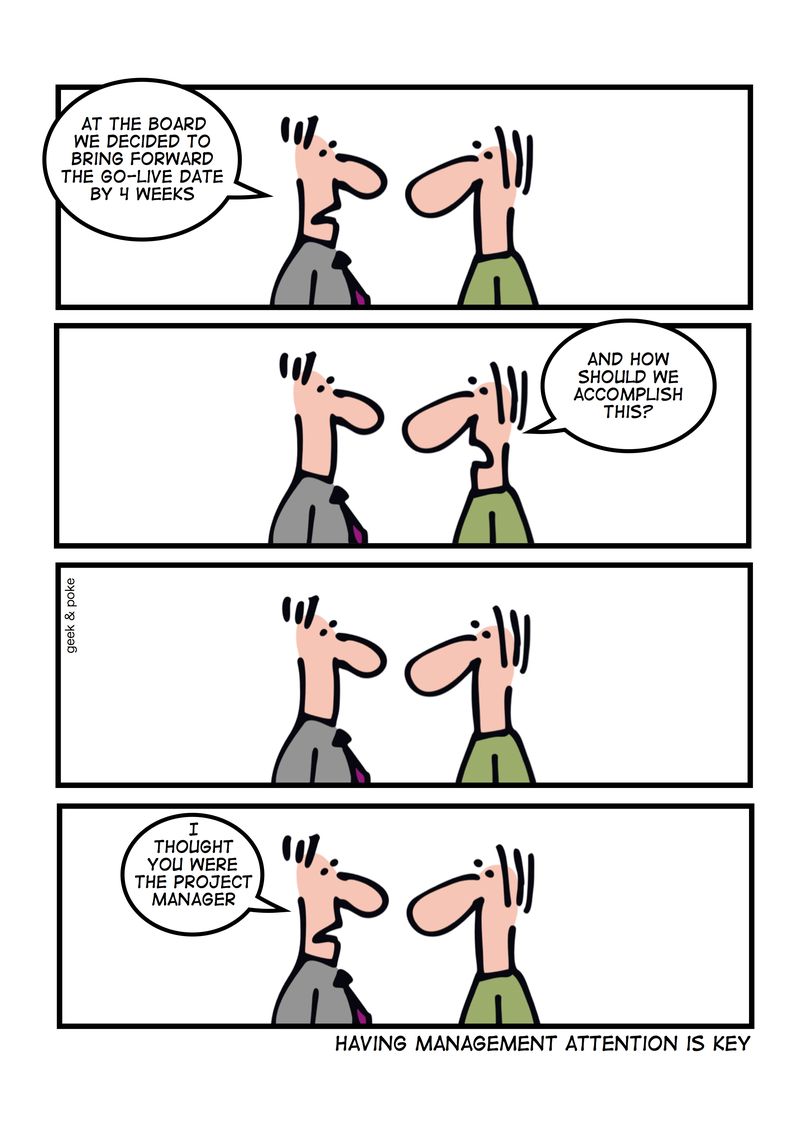 AT THE BOARD
WE DECIDED TO
BRING FORWARD
THE GO-LIVE DATE
BY 4 WEEKS
AND HOW
SHOULD WE
ACCOMPLISH
THIS?
geek & poke
I
THOUGHT
YOU WERE
THE PROJECT
MANAGER
HAVING MANAGEMENT ATTENTION IS KEY